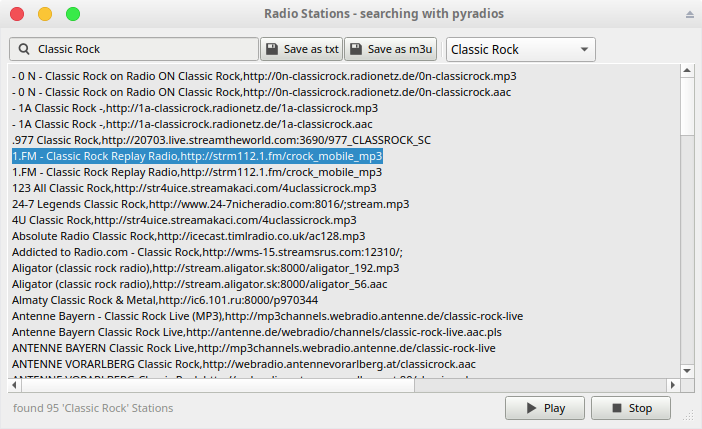 Radio Stations - searching with pyradios
Classic Rock Save as txt Save as m3u Classic Rock
- 0 N - Classic Rock on Radio ON Classic Rock,http://0n-classicrock.radionetz.de/0n-classicrock.mp3
- 0 N - Classic Rock on Radio ON Classic Rock,http://0n-classicrock.radionetz.de/0n-classicrock.aac
- 1A Classic Rock -,http://1a-classicrock.radionetz.de/1a-classicrock.mp3
- 1A Classic Rock -,http://1a-classicrock.radionetz.de/1a-classicrock.aac
.977 Classic Rock,http://20703.live.streamtheworld.com:3690/977_CLASSROCK_SC
1.FM - Classic Rock Replay Radio,http://strm112.1.fm/crock_mobile_mp3
1.FM - Classic Rock Replay Radio,http://strm112.1.fm/crock_mobile_mp3
123 All Classic Rock,http://str4uice.streamakaci.com/4uclassicrock.mp3
24-7 Legends Classic Rock,http://www.24-7nicheradio.com:8016/;stream.mp3
4U Classic Rock,http://str4uice.streamakaci.com/4uclassicrock.mp3
Absolute Radio Classic Rock,http://icecast.timlradio.co.uk/ac128.mp3
Addicted to Radio.com - Classic Rock,http://wms-15.streamsrus.com:12310/;
Aligator (classic rock radio),http://stream.aligator.sk:8000/aligator_192.mp3
Aligator (classic rock radio),http://stream.aligator.sk:8000/aligator_56.aac
Almaty Classic Rock & Metal,http://ic6.101.ru:8000/p970344
Antenne Bayern - Classic Rock Live (MP3),http://mp3channels.webradio.antenne.de/classic-rock-live
Antenne Bayern Classic Rock Live,http://antenne.de/webradio/channels/classic-rock-live.aac.pls
ANTENNE BAYERN Classic Rock Live,http://mp3channels.webradio.antenne.de/classic-rock-live
ANTENNE VORARLBERG Classic Rock,http://webradio.antennevorarlberg.at/classicrock.aac
found 95 'Classic Rock' Stations Play Stop